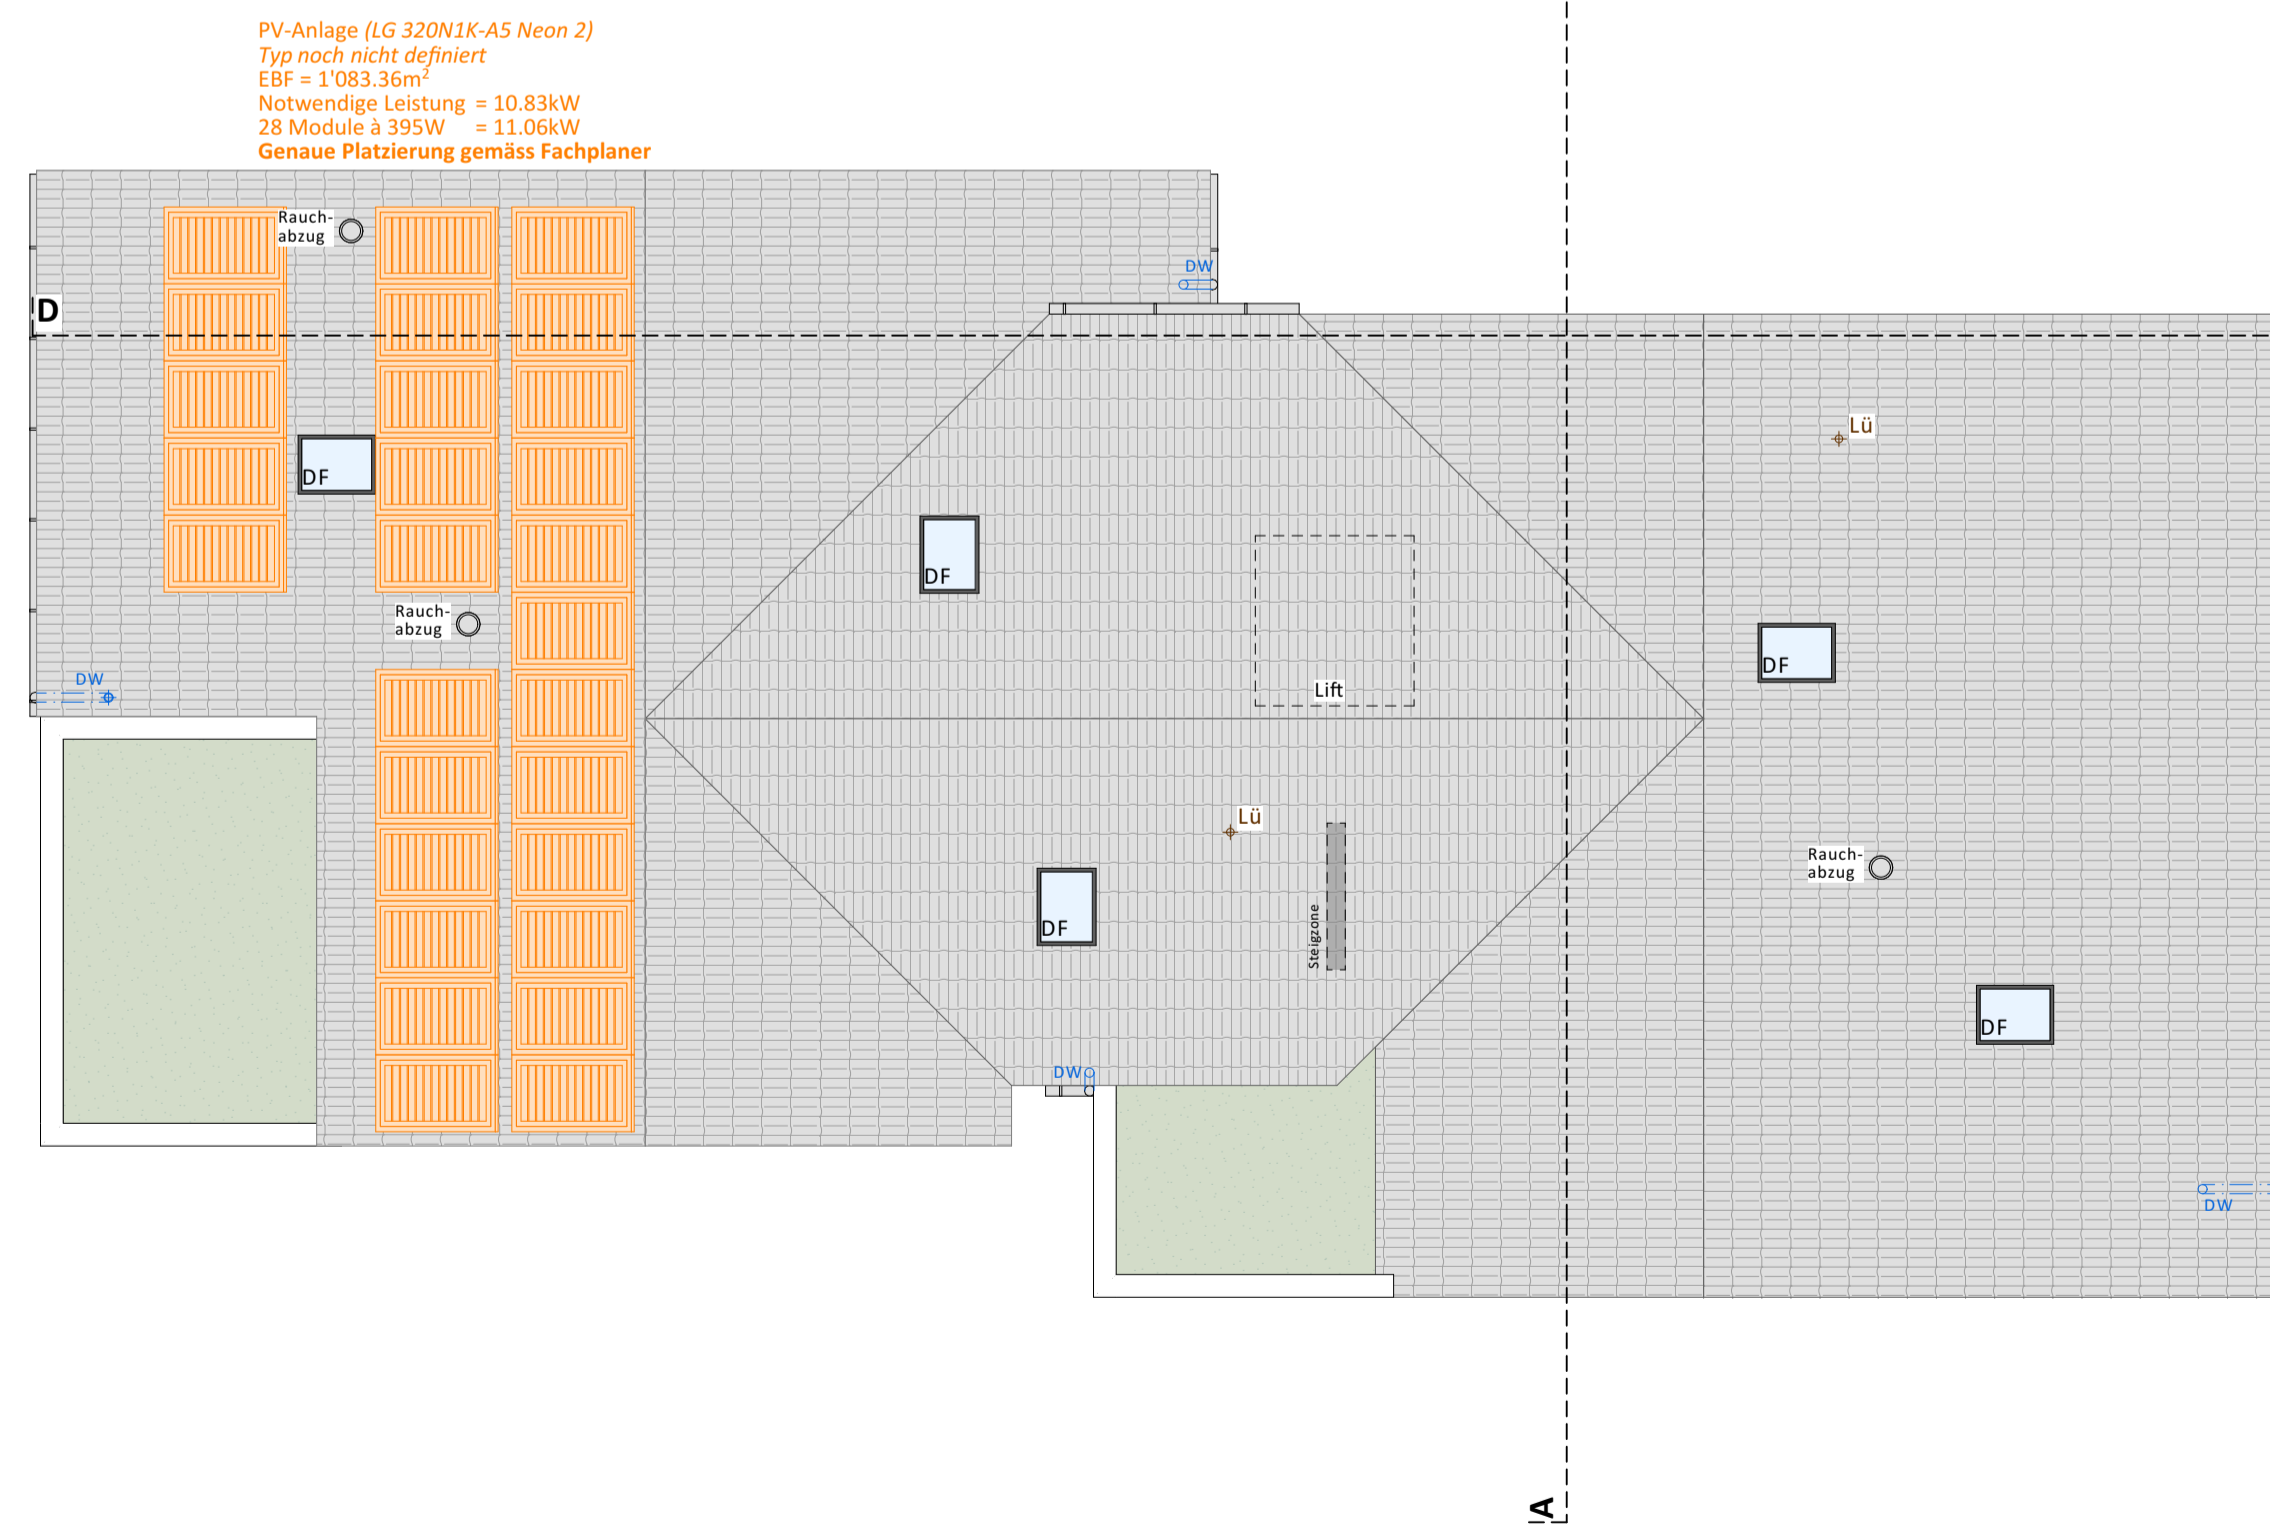 PV-Anlage (LG 320N1K-A5 Neon 2)
Typ noch nicht definiert
EBF = 1'083.36m²
Notwendige Leistung = 10.83kW
28 Module à 395W = 11.06kW
Genaue Platzierung gemäss Fachplaner
Rauch-
abzug
DW
D
Lü
DF
DF
Rauch-
abzug
DF
DW
Lift
Lü
Rauch-
abzug
DF
Steigzone
DF
DW
DW
A